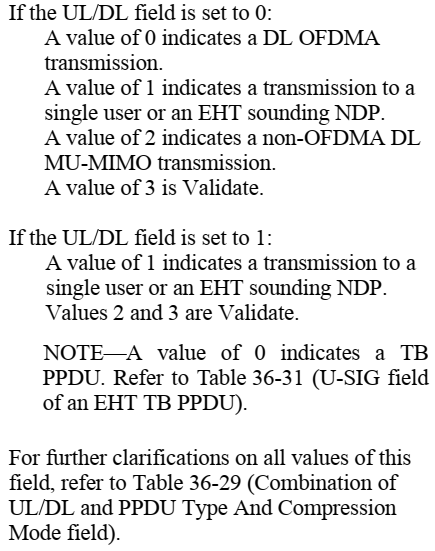 If the UL/DL field is set to 0:
A value of 0 indicates a DL OFDMA
transmission.
A value of 1 indicates a transmission to a
single user or an EHT sounding NDP.
A value of 2 indicates a non-OFDMA DL
MU-MIMO transmission.
A value of 3 is Validate.
If the UL/DL field is set to 1:
A value of 1 indicates a transmission to a
single user or an EHT sounding NDP.
Values 2 and 3 are Validate.
NOTE—A value of 0 indicates a TB
PPDU. Refer to Table 36-31 (U-SIG field
of an EHT TB PPDU).
For further clarifications on all values of this
field, refer to Table 36-29 (Combination of
UL/DL and PPDU Type And Compression
Mode field).